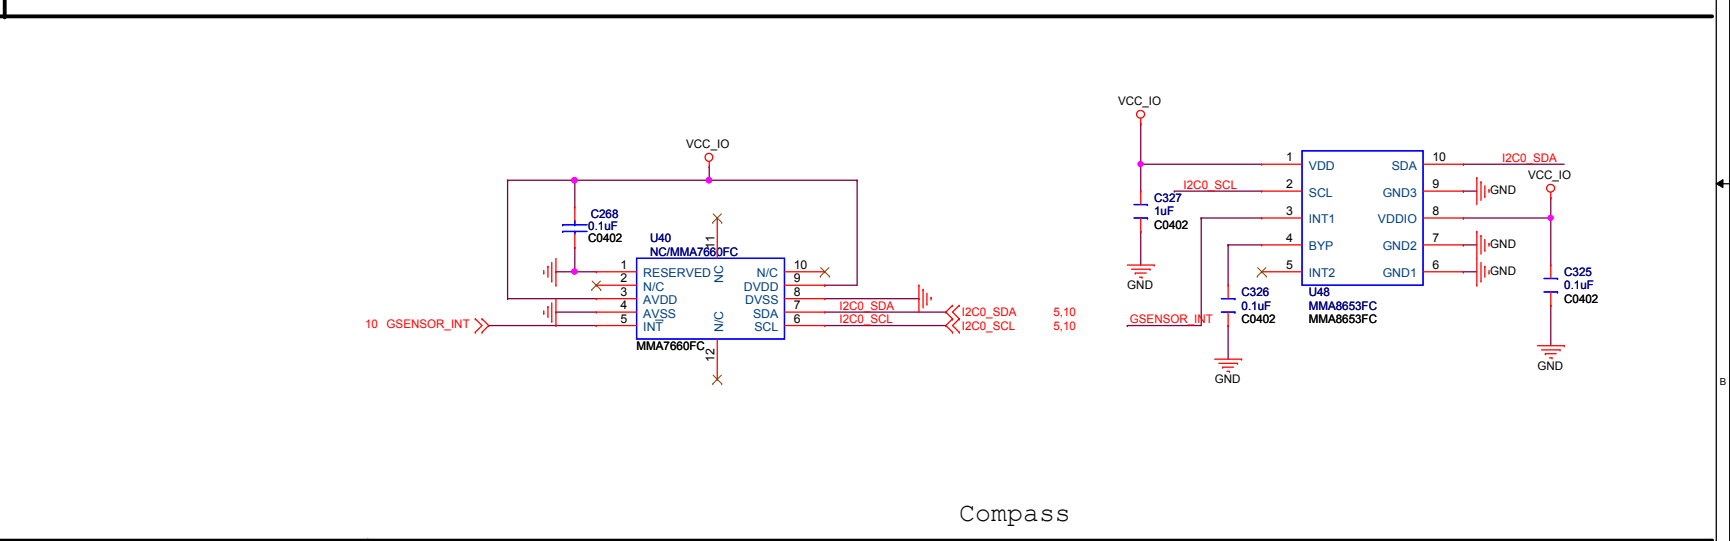 VCC_IO
C268
0.1uF
C0402
U40
NC/MMA7660FC
11
NC
1 RESERVED
2 N/C
3 AVDD
4 AVSS
5 INT
N/C 10
DVDD 9
DVSS 8
SDA 7
SCL 6
N/C
12
MMA7660FC
10 GSENSOR_INT
I2C0_SDA
I2C0_SCL
I2C0_SDA 5,10
I2C0_SCL 5,10
VCC_IO
C327
1uF
C0402
GND
I2C0_SCL
GSENSOR_INT
C326
0.1uF
C0402
GND
1 VDD
2 SCL
3 INT1
4 BYP
5 INT2
SDA 10
GND3 9
VDDIO 8
GND2 7
GND1 6
U48
MMA8653FC
MMA8653FC
I2C0_SDA
VCC_IO
GND
GND
GND
C325
0.1uF
C0402
GND
B
Compass